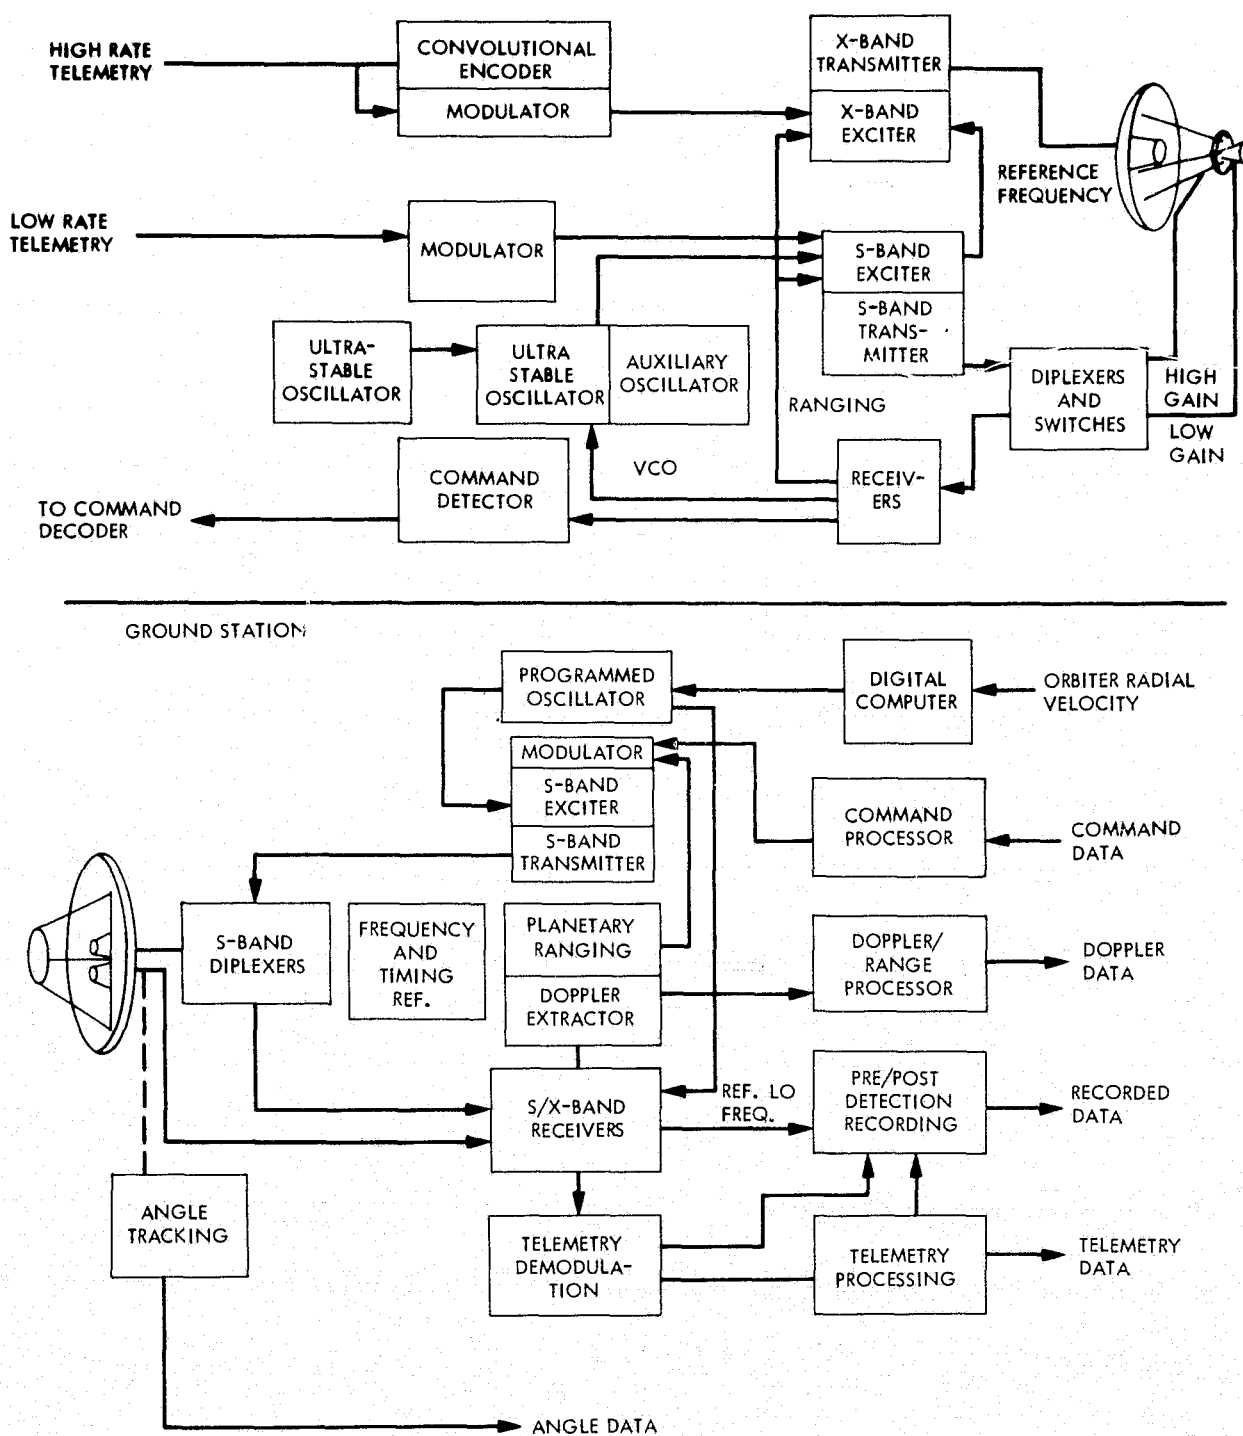 HIGH RATE
TELEMETRY
CONVOLUTIONAL
ENCODER
MODULATOR
X-BAND
TRANSMITTER
X-BAND
EXCITER
REFERENCE
FREQUENCY
LOW RATE
TELEMETRY
MODULATOR
S-BAND
EXCITER
S-BAND
TRANS-
MITTER
ULTRA-
STABLE
OSCILLATOR
ULTRA
STABLE
OSCILLATOR
AUXILIARY
OSCILLATOR
RANGING
DIPLEXERS
AND
SWITCHES
HIGH
GAIN
LOW
GAIN
VCO
COMMAND
DETECTOR
RECEIV-
ERS
TO COMMAND
DECODER
GROUND STATION
PROGRAMMED
OSCILLATOR
DIGITAL
COMPUTER
ORBITER RADIAL
VELOCITY
MODULATOR
S-BAND
EXCITER
S-BAND
TRANSMITTER
COMMAND
PROCESSOR
COMMAND
DATA
S-BAND
DIPLEXERS
FREQUENCY
AND
TIMING
REF.
PLANETARY
RANGING
DOPPLER
EXTRACTOR
DOPPLER/
RANGE
PROCESSOR
DOPPLER
DATA
S/X-BAND
RECEIVERS
REF. LO
FREQ.
PRE/POST
DETECTION
RECORDING
RECORDED
DATA
ANGLE
TRACKING
TELEMETRY
DEMODULA-
TION
TELEMETRY
PROCESSING
TELEMETRY
DATA
ANGLE DATA